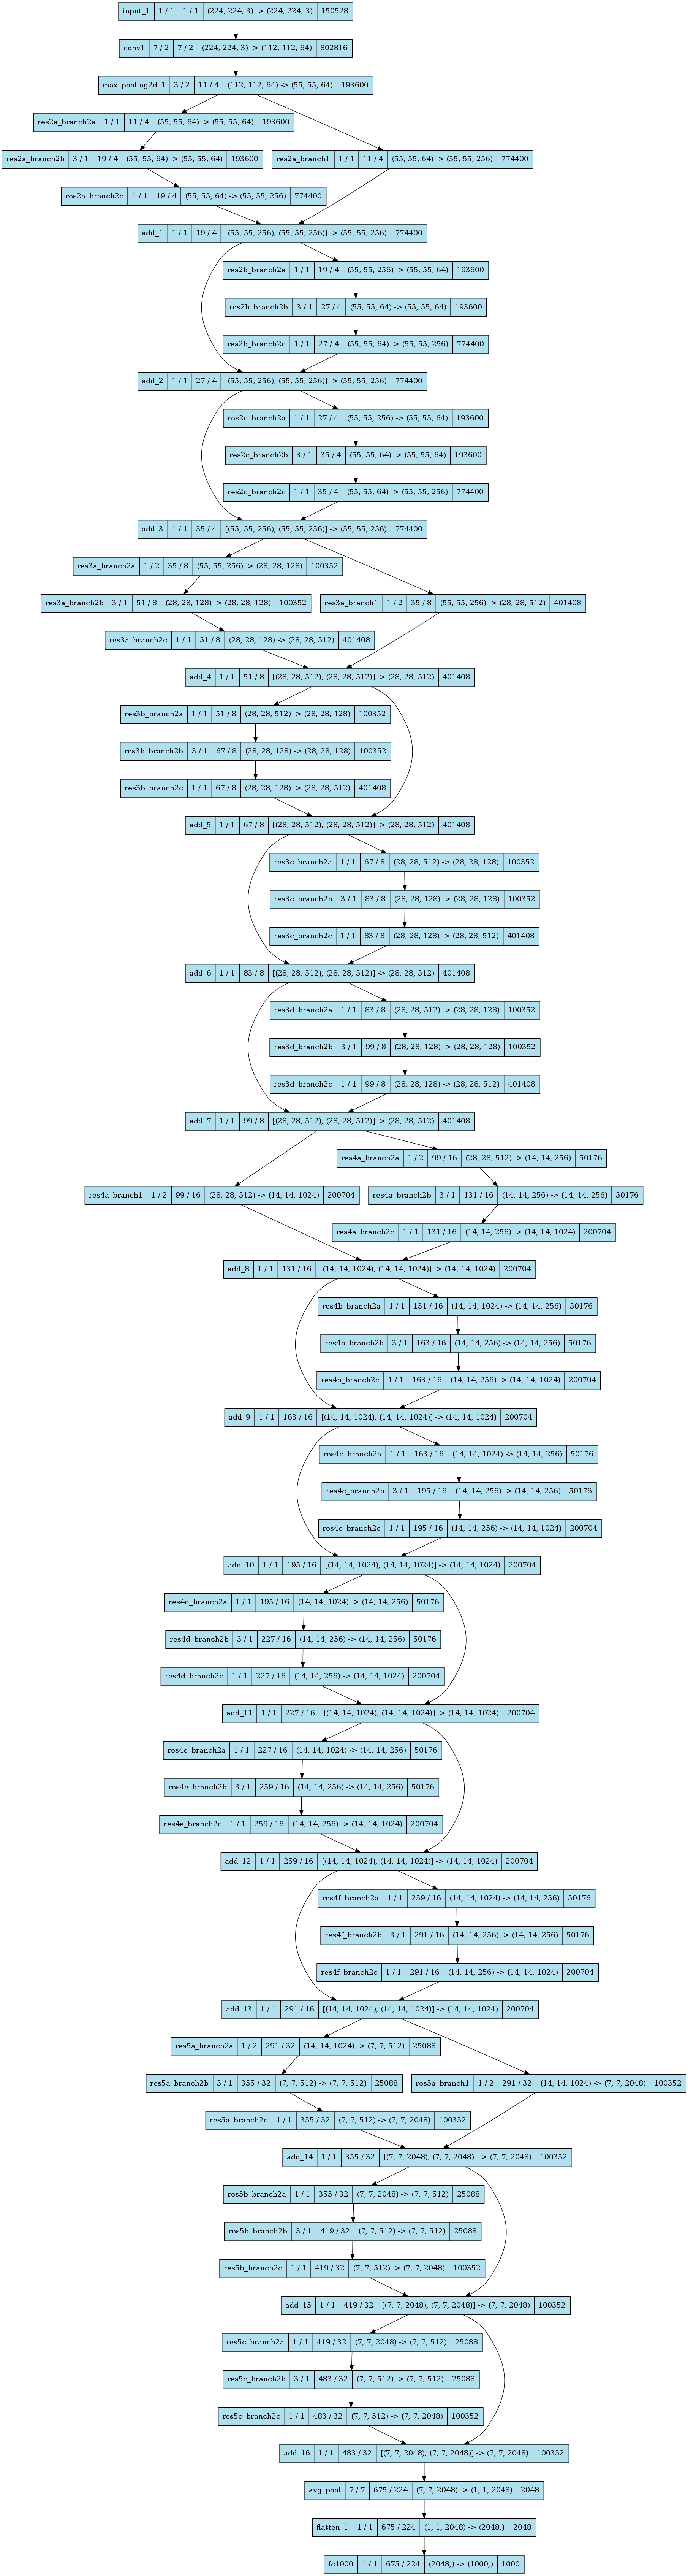 input_1 1 / 1 1 / 1 (224, 224, 3) -> (224, 224, 3) 150528
conv1 7 / 2 7 / 2 (224, 224, 3) -> (112, 112, 64) 802816
max_pooling2d_1 3 / 2 11 / 4 (112, 112, 64) -> (55, 55, 64) 193600
res2a_branch2a 1 / 1 11 / 4 (55, 55, 64) -> (55, 55, 64) 193600
res2a_branch2b 3 / 1 19 / 4 (55, 55, 64) -> (55, 55, 64) 193600
res2a_branch1 1 / 1 11 / 4 (55, 55, 64) -> (55, 55, 256) 774400
res2a_branch2c 1 / 1 19 / 4 (55, 55, 64) -> (55, 55, 256) 774400
add_1 1 / 1 19 / 4 [(55, 55, 256), (55, 55, 256)] -> (55, 55, 256) 774400
res2b_branch2a 1 / 1 19 / 4 (55, 55, 256) -> (55, 55, 64) 193600
res2b_branch2b 3 / 1 27 / 4 (55, 55, 64) -> (55, 55, 64) 193600
res2b_branch2c 1 / 1 27 / 4 (55, 55, 64) -> (55, 55, 256) 774400
add_2 1 / 1 27 / 4 [(55, 55, 256), (55, 55, 256)] -> (55, 55, 256) 774400
res2c_branch2a 1 / 1 27 / 4 (55, 55, 256) -> (55, 55, 64) 193600
res2c_branch2b 3 / 1 35 / 4 (55, 55, 64) -> (55, 55, 64) 193600
res2c_branch2c 1 / 1 35 / 4 (55, 55, 64) -> (55, 55, 256) 774400
add_3 1 / 1 35 / 4 [(55, 55, 256), (55, 55, 256)] -> (55, 55, 256) 774400
res3a_branch2a 1 / 2 35 / 8 (55, 55, 256) -> (28, 28, 128) 100352
res3a_branch2b 3 / 1 51 / 8 (28, 28, 128) -> (28, 28, 128) 100352
res3a_branch1 1 / 2 35 / 8 (55, 55, 256) -> (28, 28, 512) 401408
res3a_branch2c 1 / 1 51 / 8 (28, 28, 128) -> (28, 28, 512) 401408
add_4 1 / 1 51 / 8 [(28, 28, 512), (28, 28, 512)] -> (28, 28, 512) 401408
res3b_branch2a 1 / 1 51 / 8 (28, 28, 512) -> (28, 28, 128) 100352
res3b_branch2b 3 / 1 67 / 8 (28, 28, 128) -> (28, 28, 128) 100352
res3b_branch2c 1 / 1 67 / 8 (28, 28, 128) -> (28, 28, 512) 401408
add_5 1 / 1 67 / 8 [(28, 28, 512), (28, 28, 512)] -> (28, 28, 512) 401408
res3c_branch2a 1 / 1 67 / 8 (28, 28, 512) -> (28, 28, 128) 100352
res3c_branch2b 3 / 1 83 / 8 (28, 28, 128) -> (28, 28, 128) 100352
res3c_branch2c 1 / 1 83 / 8 (28, 28, 128) -> (28, 28, 512) 401408
add_6 1 / 1 83 / 8 [(28, 28, 512), (28, 28, 512)] -> (28, 28, 512) 401408
res3d_branch2a 1 / 1 83 / 8 (28, 28, 512) -> (28, 28, 128) 100352
res3d_branch2b 3 / 1 99 / 8 (28, 28, 128) -> (28, 28, 128) 100352
res3d_branch2c 1 / 1 99 / 8 (28, 28, 128) -> (28, 28, 512) 401408
add_7 1 / 1 99 / 8 [(28, 28, 512), (28, 28, 512)] -> (28, 28, 512) 401408
res4a_branch2a 1 / 2 99 / 16 (28, 28, 512) -> (14, 14, 256) 50176
res4a_branch1 1 / 2 99 / 16 (28, 28, 512) -> (14, 14, 1024) 200704
res4a_branch2b 3 / 1 131 / 16 (14, 14, 256) -> (14, 14, 256) 50176
res4a_branch2c 1 / 1 131 / 16 (14, 14, 256) -> (14, 14, 1024) 200704
add_8 1 / 1 131 / 16 [(14, 14, 1024), (14, 14, 1024)] -> (14, 14, 1024) 200704
res4b_branch2a 1 / 1 131 / 16 (14, 14, 1024) -> (14, 14, 256) 50176
res4b_branch2b 3 / 1 163 / 16 (14, 14, 256) -> (14, 14, 256) 50176
res4b_branch2c 1 / 1 163 / 16 (14, 14, 256) -> (14, 14, 1024) 200704
add_9 1 / 1 163 / 16 [(14, 14, 1024), (14, 14, 1024)] -> (14, 14, 1024) 200704
res4c_branch2a 1 / 1 163 / 16 (14, 14, 1024) -> (14, 14, 256) 50176
res4c_branch2b 3 / 1 195 / 16 (14, 14, 256) -> (14, 14, 256) 50176
res4c_branch2c 1 / 1 195 / 16 (14, 14, 256) -> (14, 14, 1024) 200704
add_10 1 / 1 195 / 16 [(14, 14, 1024), (14, 14, 1024)] -> (14, 14, 1024) 200704
res4d_branch2a 1 / 1 195 / 16 (14, 14, 1024) -> (14, 14, 256) 50176
res4d_branch2b 3 / 1 227 / 16 (14, 14, 256) -> (14, 14, 256) 50176
res4d_branch2c 1 / 1 227 / 16 (14, 14, 256) -> (14, 14, 1024) 200704
add_11 1 / 1 227 / 16 [(14, 14, 1024), (14, 14, 1024)] -> (14, 14, 1024) 200704
res4e_branch2a 1 / 1 227 / 16 (14, 14, 1024) -> (14, 14, 256) 50176
res4e_branch2b 3 / 1 259 / 16 (14, 14, 256) -> (14, 14, 256) 50176
res4e_branch2c 1 / 1 259 / 16 (14, 14, 256) -> (14, 14, 1024) 200704
add_12 1 / 1 259 / 16 [(14, 14, 1024), (14, 14, 1024)] -> (14, 14, 1024) 200704
res4f_branch2a 1 / 1 259 / 16 (14, 14, 1024) -> (14, 14, 256) 50176
res4f_branch2b 3 / 1 291 / 16 (14, 14, 256) -> (14, 14, 256) 50176
res4f_branch2c 1 / 1 291 / 16 (14, 14, 256) -> (14, 14, 1024) 200704
add_13 1 / 1 291 / 16 [(14, 14, 1024), (14, 14, 1024)] -> (14, 14, 1024) 200704
res5a_branch2a 1 / 2 291 / 32 (14, 14, 1024) -> (7, 7, 512) 25088
res5a_branch2b 3 / 1 355 / 32 (7, 7, 512) -> (7, 7, 512) 25088
res5a_branch1 1 / 2 291 / 32 (14, 14, 1024) -> (7, 7, 2048) 100352
res5a_branch2c 1 / 1 355 / 32 (7, 7, 512) -> (7, 7, 2048) 100352
add_14 1 / 1 355 / 32 [(7, 7, 2048), (7, 7, 2048)] -> (7, 7, 2048) 100352
res5b_branch2a 1 / 1 355 / 32 (7, 7, 2048) -> (7, 7, 512) 25088
res5b_branch2b 3 / 1 419 / 32 (7, 7, 512) -> (7, 7, 512) 25088
res5b_branch2c 1 / 1 419 / 32 (7, 7, 512) -> (7, 7, 2048) 100352
add_15 1 / 1 419 / 32 [(7, 7, 2048), (7, 7, 2048)] -> (7, 7, 2048) 100352
res5c_branch2a 1 / 1 419 / 32 (7, 7, 2048) -> (7, 7, 512) 25088
res5c_branch2b 3 / 1 483 / 32 (7, 7, 512) -> (7, 7, 512) 25088
res5c_branch2c 1 / 1 483 / 32 (7, 7, 512) -> (7, 7, 2048) 100352
add_16 1 / 1 483 / 32 [(7, 7, 2048), (7, 7, 2048)] -> (7, 7, 2048) 100352
avg_pool 7 / 7 675 / 224 (7, 7, 2048) -> (1, 1, 2048) 2048
flatten_1 1 / 1 675 / 224 (1, 1, 2048) -> (2048,) 2048
fc1000 1 / 1 675 / 224 (2048,) -> (1000,) 1000